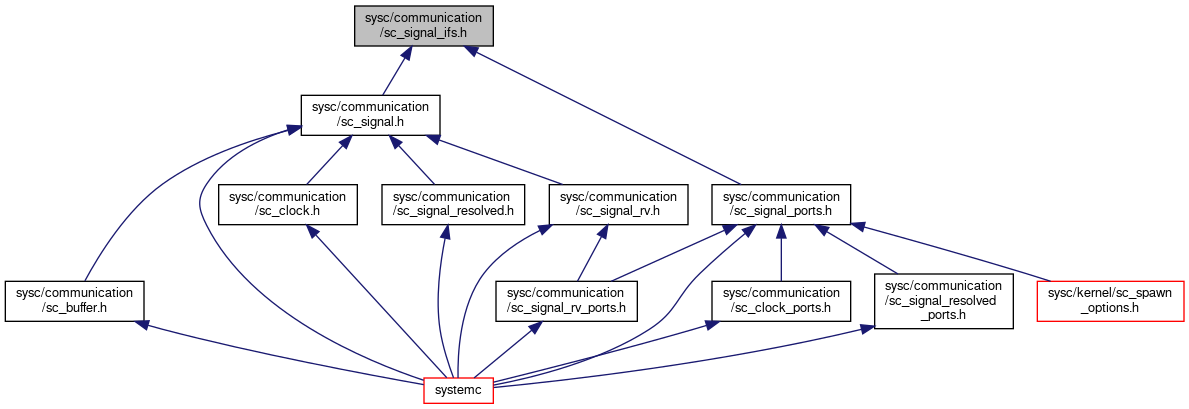 sysc/communication
/sc_signal_ifs.h
sysc/communication
/sc_signal.h
sysc/communication
/sc_clock.h
sysc/communication
/sc_signal_resolved.h
sysc/communication
/sc_signal_rv.h
sysc/communication
/sc_signal_ports.h
sysc/communication
/sc_buffer.h
sysc/communication
/sc_signal_rv_ports.h
sysc/communication
/sc_clock_ports.h
sysc/communication
/sc_signal_resolved
_ports.h
sysc/kernel/sc_spawn
_options.h
systemc